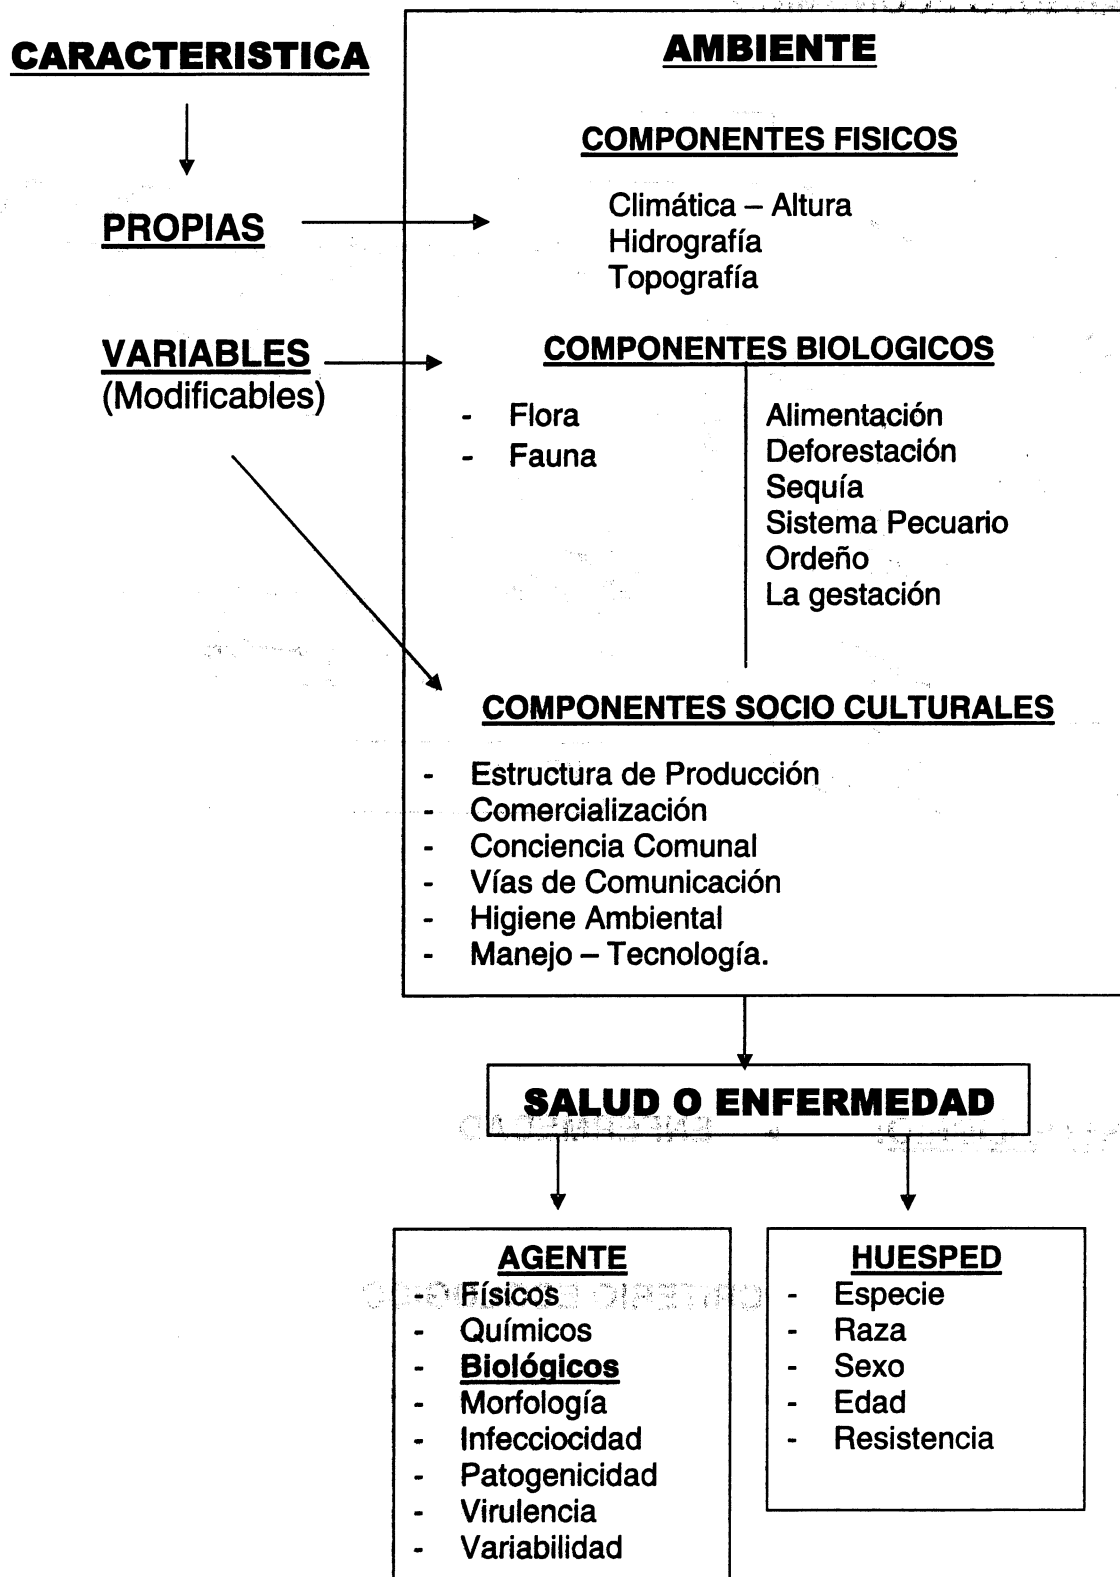 CARACTERISTICA
PROPIAS
VARIABLES
(Modificables)
AMBIENTE
COMPONENTES FISICOS
Climática – Altura
Hidrografía
Topografía
COMPONENTES BIOLOGICOS
- Flora
- Fauna
Alimentación
Deforestación
Sequía
Sistema Pecuario
Ordeño
La gestación
COMPONENTES SOCIO CULTURALES
- Estructura de Producción
- Comercialización
- Conciencia Comunal
- Vías de Comunicación
- Higiene Ambiental
- Manejo – Tecnología.
SALUD O ENFERMEDAD
AGENTE
- Físicos
- Químicos
- Biológicos
- Morfología
- Infecciocidad
- Patogenicidad
- Virulencia
- Variabilidad
HUESPED
- Especie
- Raza
- Sexo
- Edad
- Resistencia